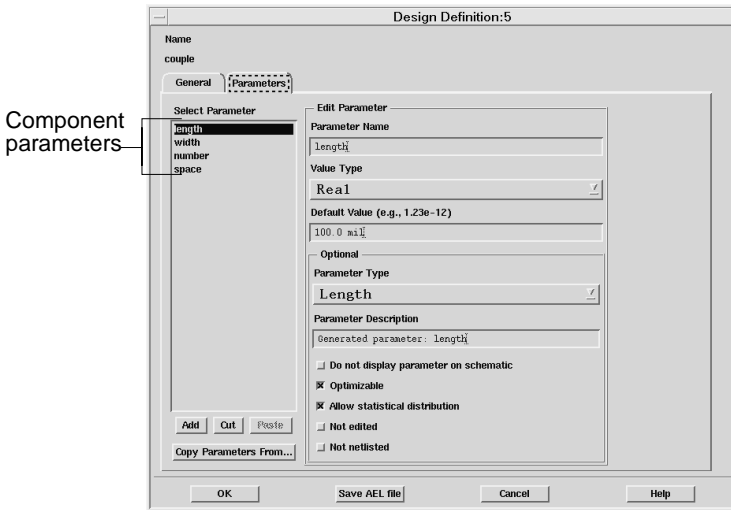 Design Definition:5
Name
couple
General
Parameters
Component
parameters
Select Parameter
length
width
number
space
Add
Cut
Paste
Copy Parameters From...
Edit Parameter
Parameter Name
length
Value Type
Real
Default Value (e.g., 1.23e-12)
100.0 mil
Optional
Parameter Type
Length
Parameter Description
Generated parameter: length
Do not display parameter on schematic
Optimizable
Allow statistical distribution
Not edited
Not netlisted
OK
Save AEL file
Cancel
Help